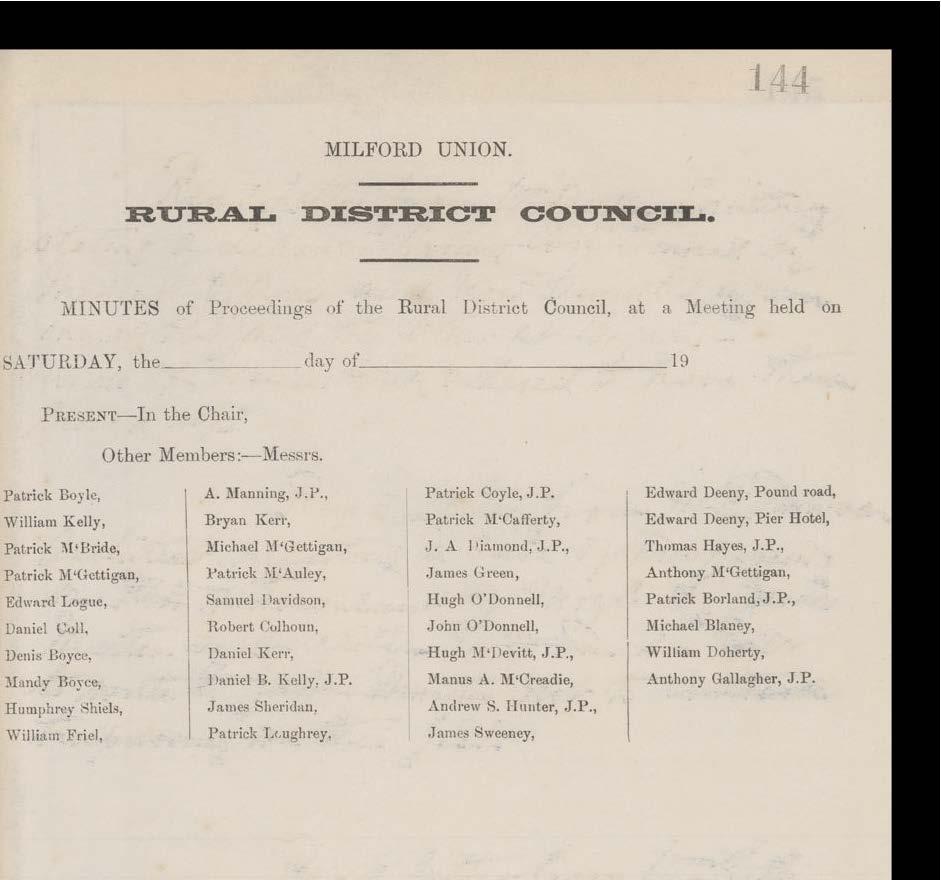 144
MILFORD UNION.
RURAL DISTRICT COUNCIL.
MINUTES of Proceedings of the Rural District Council, at a Meeting held on
SATURDAY, the day of 19
PRESENT—In the Chair,
Other Members:—Messrs.
Patrick Boyle,
William Kelly,
Patrick M‘Bride,
Patrick M‘Gettigan,
Edward Logue,
Daniel Coll,
Denis Boyce,
Mandy Boyce,
Humphrey Shiels,
William Friel,
A. Manning, J.P.,
Bryan Kerr,
Michael M‘Gettigan,
Patrick M‘Auley,
Samuel Davidson,
Robert Colhoun,
Daniel Kerr,
Daniel B. Kelly, J.P.
James Sheridan,
Patrick Loughrey,
Patrick Coyle, J.P.
Patrick M‘Cafferty,
J. A Diamond, J.P.,
James Green,
Hugh O’Donnell,
John O’Donnell,
Hugh M‘Devitt, J.P.,
Manus A. M‘Creadie,
Andrew S. Hunter, J.P.,
James Sweeney,
Edward Deeny, Pound road,
Edward Deeny, Pier Hotel,
Thomas Hayes, J.P.,
Anthony M‘Gettigan,
Patrick Borland, J.P.,
Michael Blaney,
William Doherty,
Anthony Gallagher, J.P.